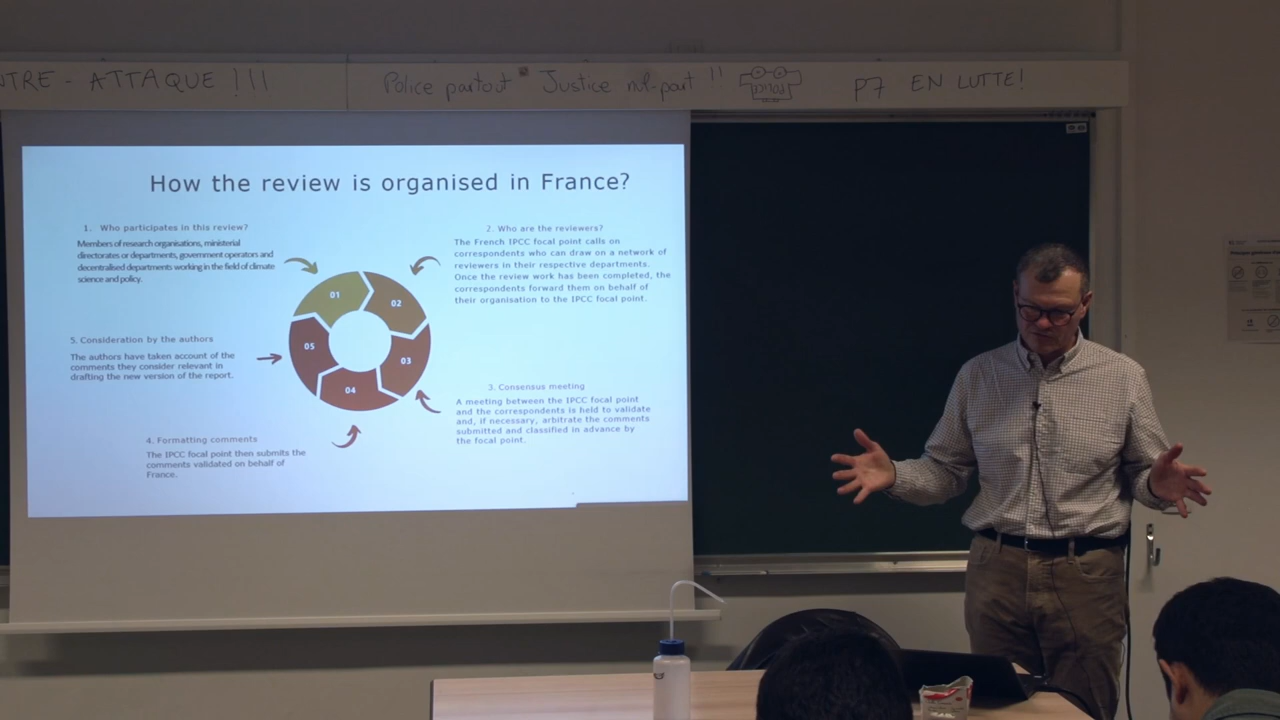 NTRE - ATTAQUE !!!
Police partout Justice nul-part !!
P7 EN LUTTE!
How the review is organised in France?
1. Who participates in this review?
Members of research organisations, ministerial
directorates or departments, government operators and
decentralised departments working in the field of climate
science and policy.
2. Who are the reviewers?
The French IPCC focal point calls on
correspondents who can draw on a network of
reviewers in their respective departments.
Once the review work has been completed, the
correspondents forward them on behalf of
their organisation to the IPCC focal point.
01
02
03
04
05
5. Consideration by the authors
The authors have taken account of the
comments they consider relevant in
drafting the new version of the report.
3. Consensus meeting
A meeting between the IPCC focal point
and the correspondents is held to validate
and, if necessary, arbitrate the comments
submitted and classified in advance by
the focal point.
4. Formatting comments
The IPCC focal point then submits the
comments validated on behalf of
France.